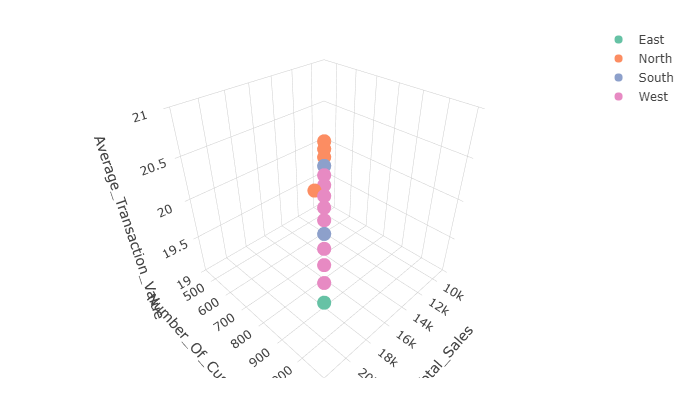 East
North
South
West
21
20.5
20
19.5
19
Average_Transaction_Value
500
600
700
800
900
10k
12k
14k
16k
18k